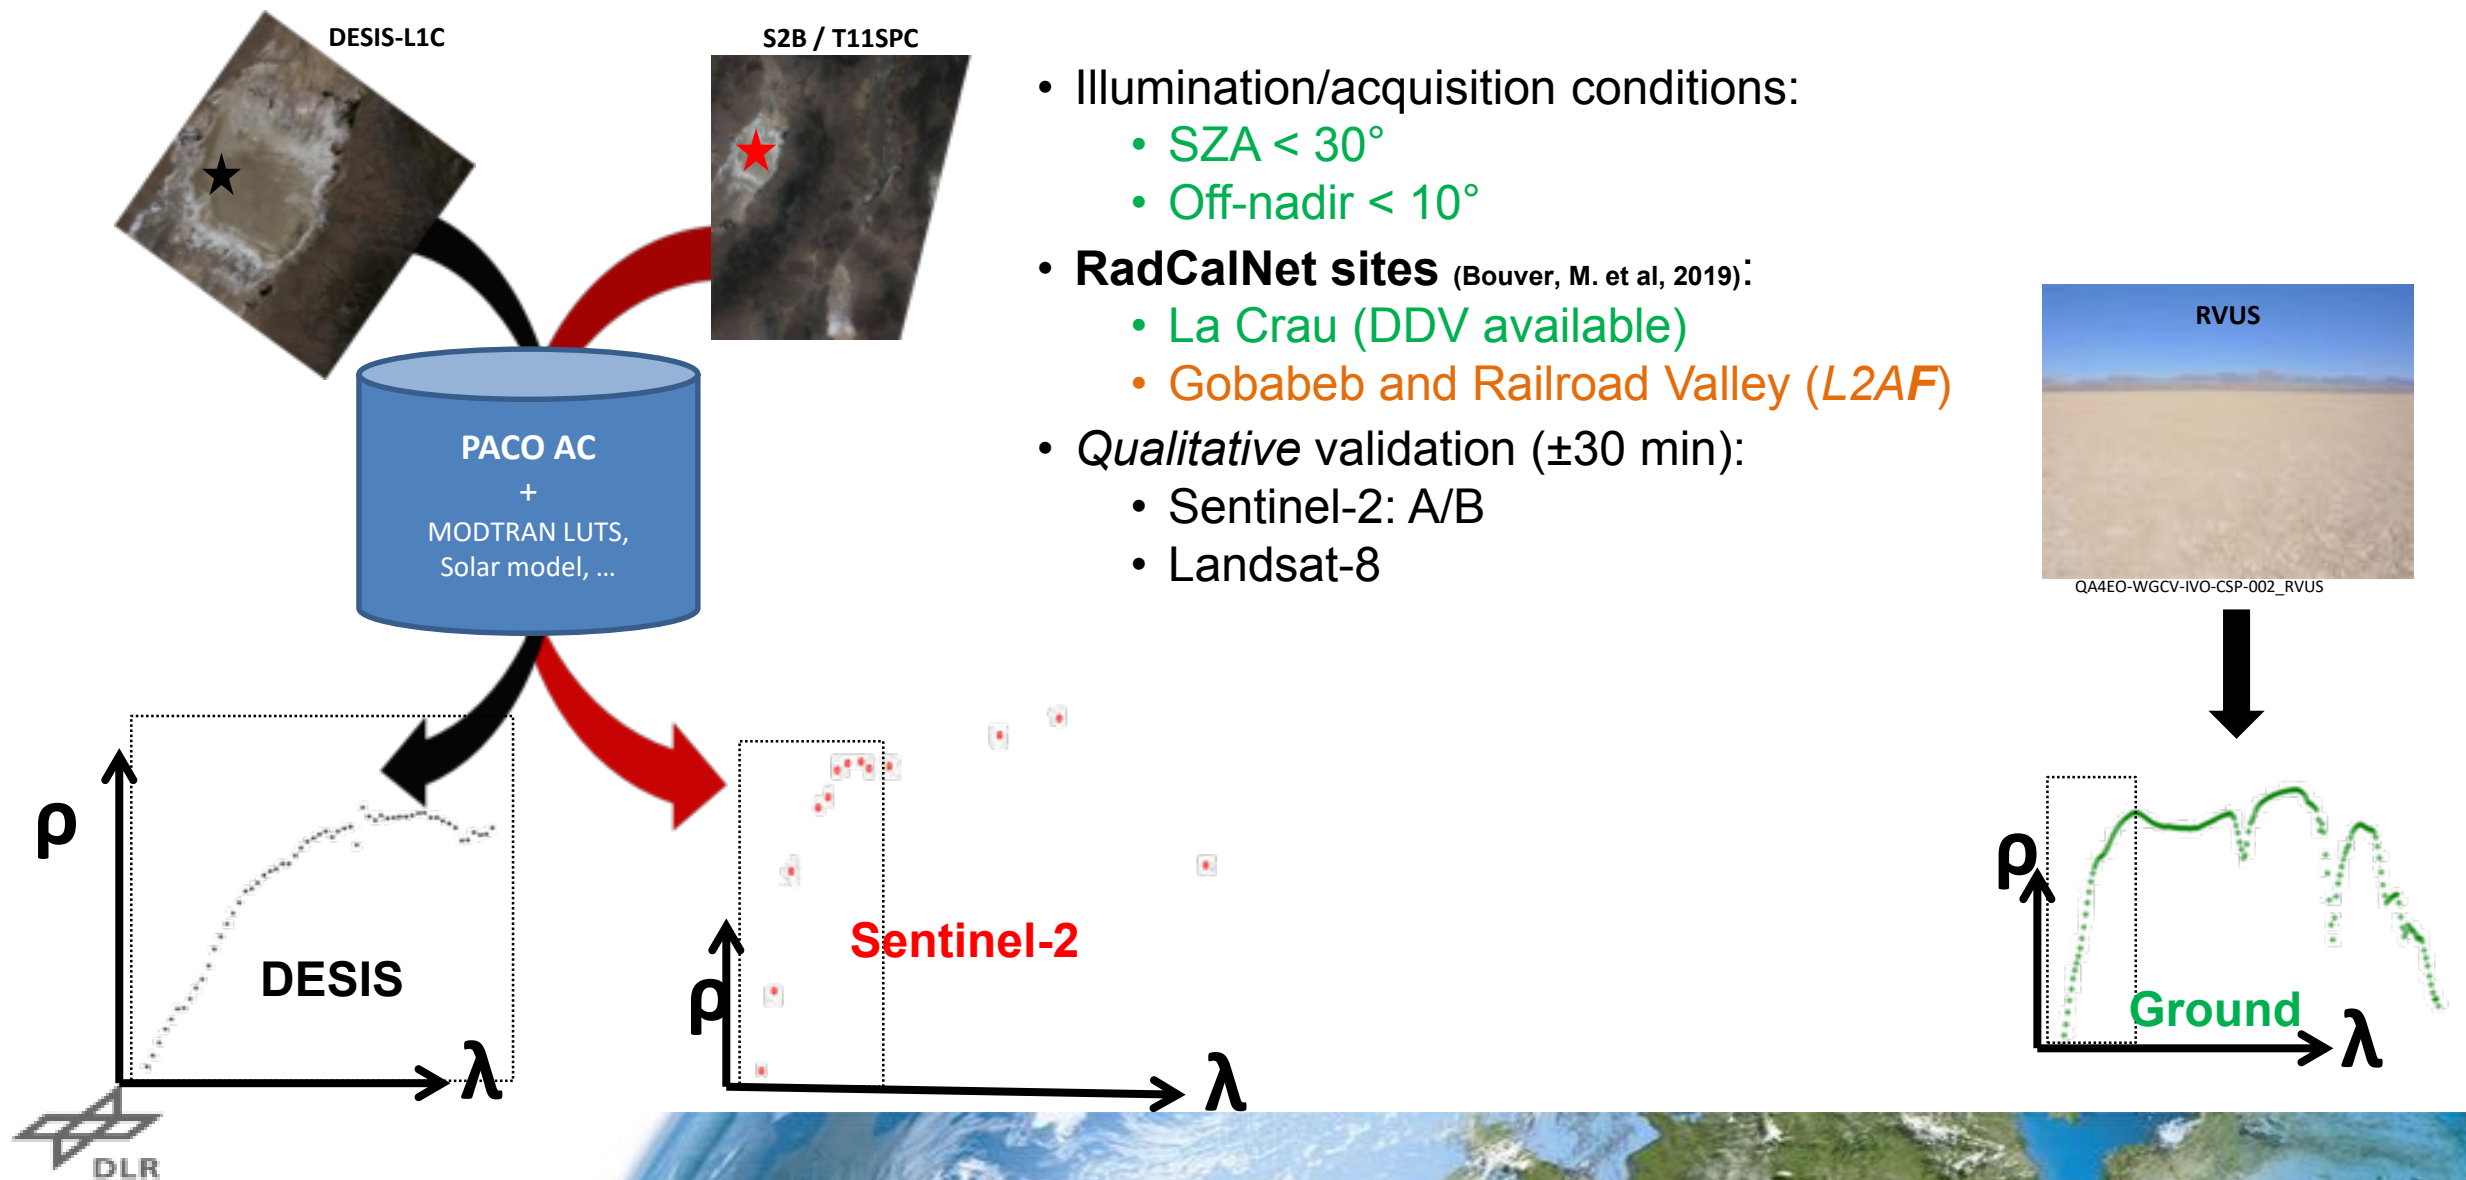 DESIS-L1C
S2B / T11SPC
• Illumination/acquisition conditions:
• SZA < 30°
• Off-nadir < 10°
• RadCalNet sites (Bouver, M. et al, 2019):
• La Crau (DDV available)
• Gobabeb and Railroad Valley (L2AF)
• Qualitative validation (±30 min):
• Sentinel-2: A/B
• Landsat-8
PACO AC
+
MODTRAN LUTS,
Solar model, ...
RVUS
QA4EO-WGCV-IVO-CSP-002_RVUS
ρ
DESIS
λ
ρ
Sentinel-2
λ
ρ
Ground
λ
DLR